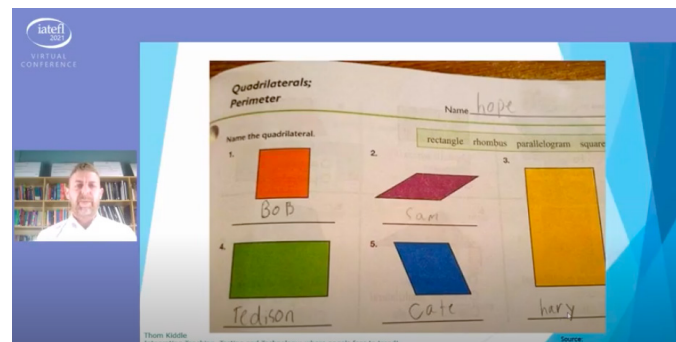 iatefl
2021
VIRTUAL
CONFERENCE
Quadrilaterals;
Perimeter
Name hope
Name the quadrilateral.
rectangle rhombus parallelogram square
1.
2.
3.
BoB
Sam
4.
5.
Tedison
Cate
hary
Thom Kiddle
Source: